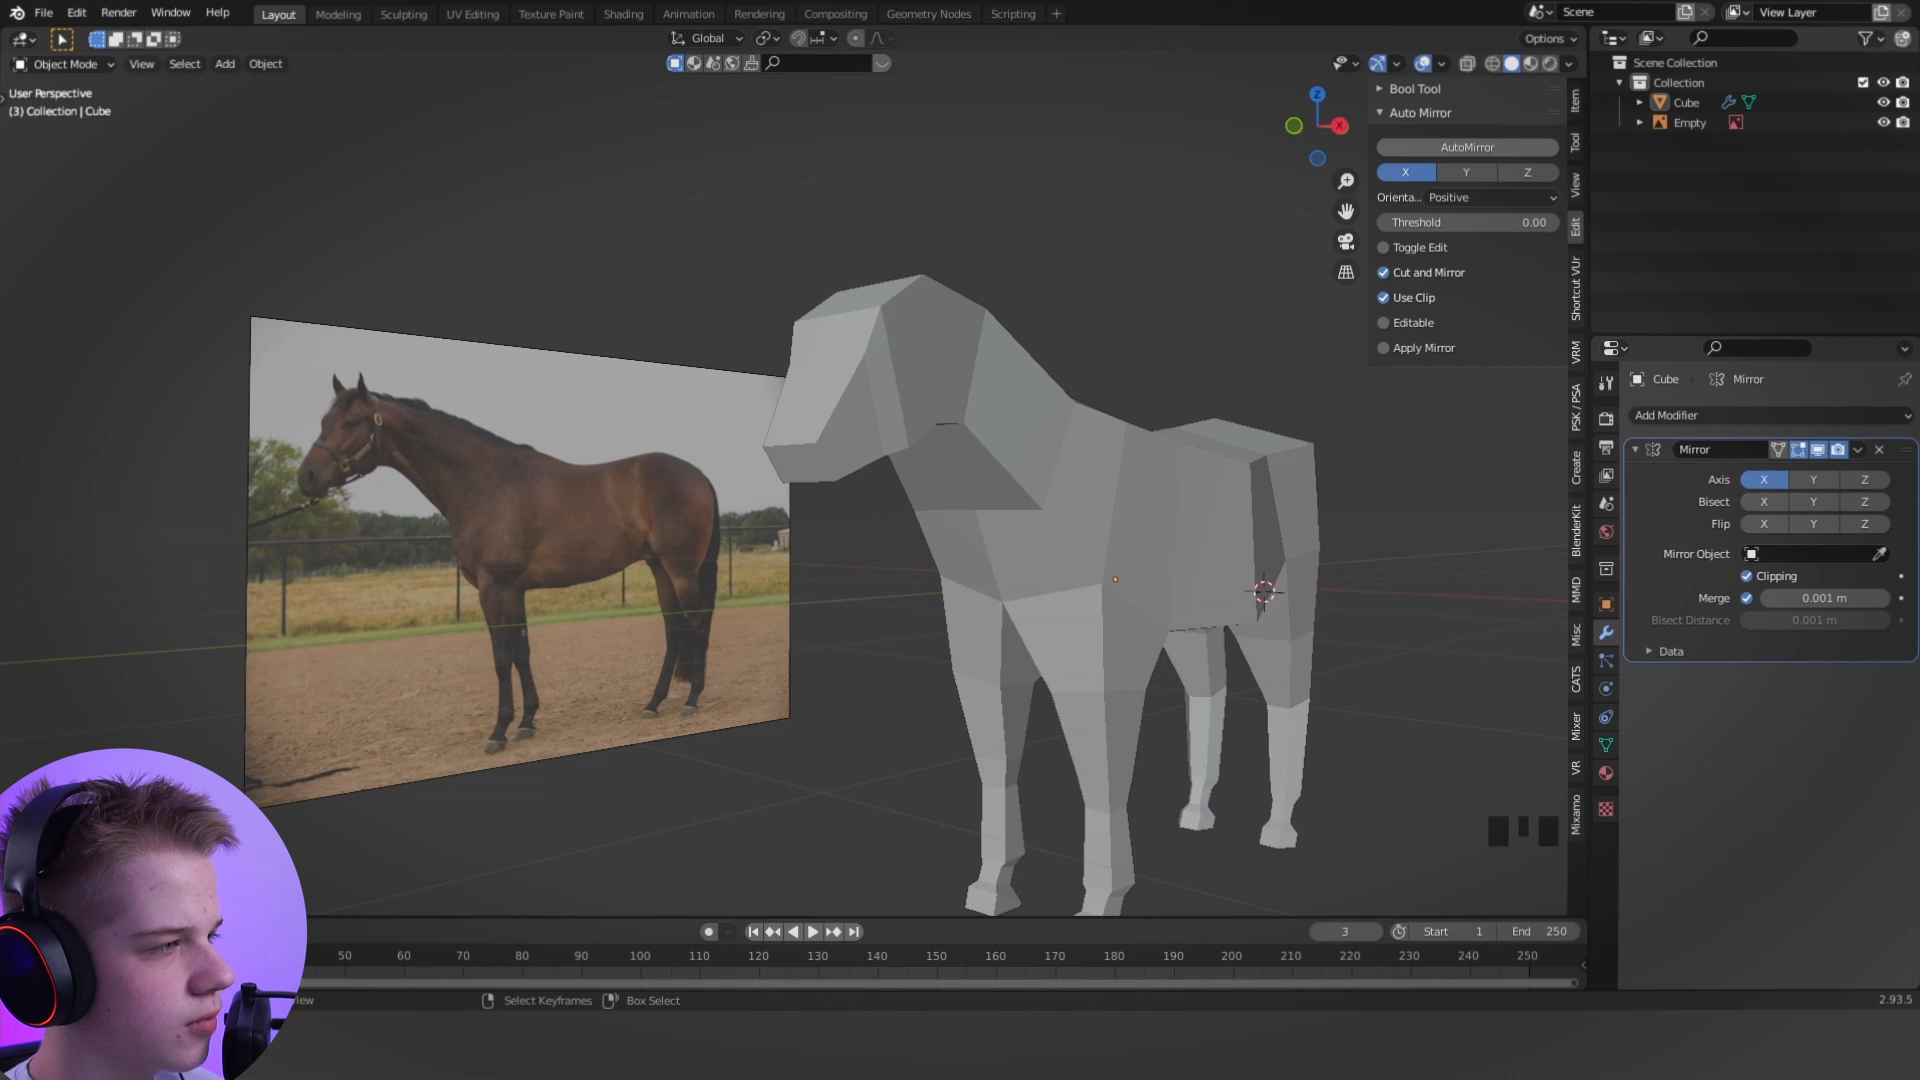 File Edit Render Window Help
Layout Modeling Sculpting UV Editing Texture Paint Shading Animation Rendering Compositing Geometry Nodes Scripting +
Scene
View Layer
Global
Options
Object Mode View Select Add Object
User Perspective
(3) Collection | Cube
Z
X
Bool Tool
Auto Mirror
AutoMirror
X Y Z
Orienta... Positive
Threshold 0.00
Toggle Edit
Cut and Mirror
Use Clip
Editable
Apply Mirror
Item
Tool
View
Edit
Shortcut VUr
VRM
PSK / PSA
Create
BlenderKit
MMD
Misc
CATS
Mixer
VR
Mixamo
Scene Collection
Collection
Cube
Empty
Cube Mirror
Add Modifier
Mirror
Axis X Y Z
Bisect X Y Z
Flip X Y Z
Mirror Object
Clipping
Merge 0.001 m
Bisect Distance 0.001 m
Data
3
Start 1
End 250
50 60 70 80 90 100 110 120 130 140 150 160 170 180 190 200 210 220 230 240 250
iew
Select Keyframes
Box Select
2.93.5